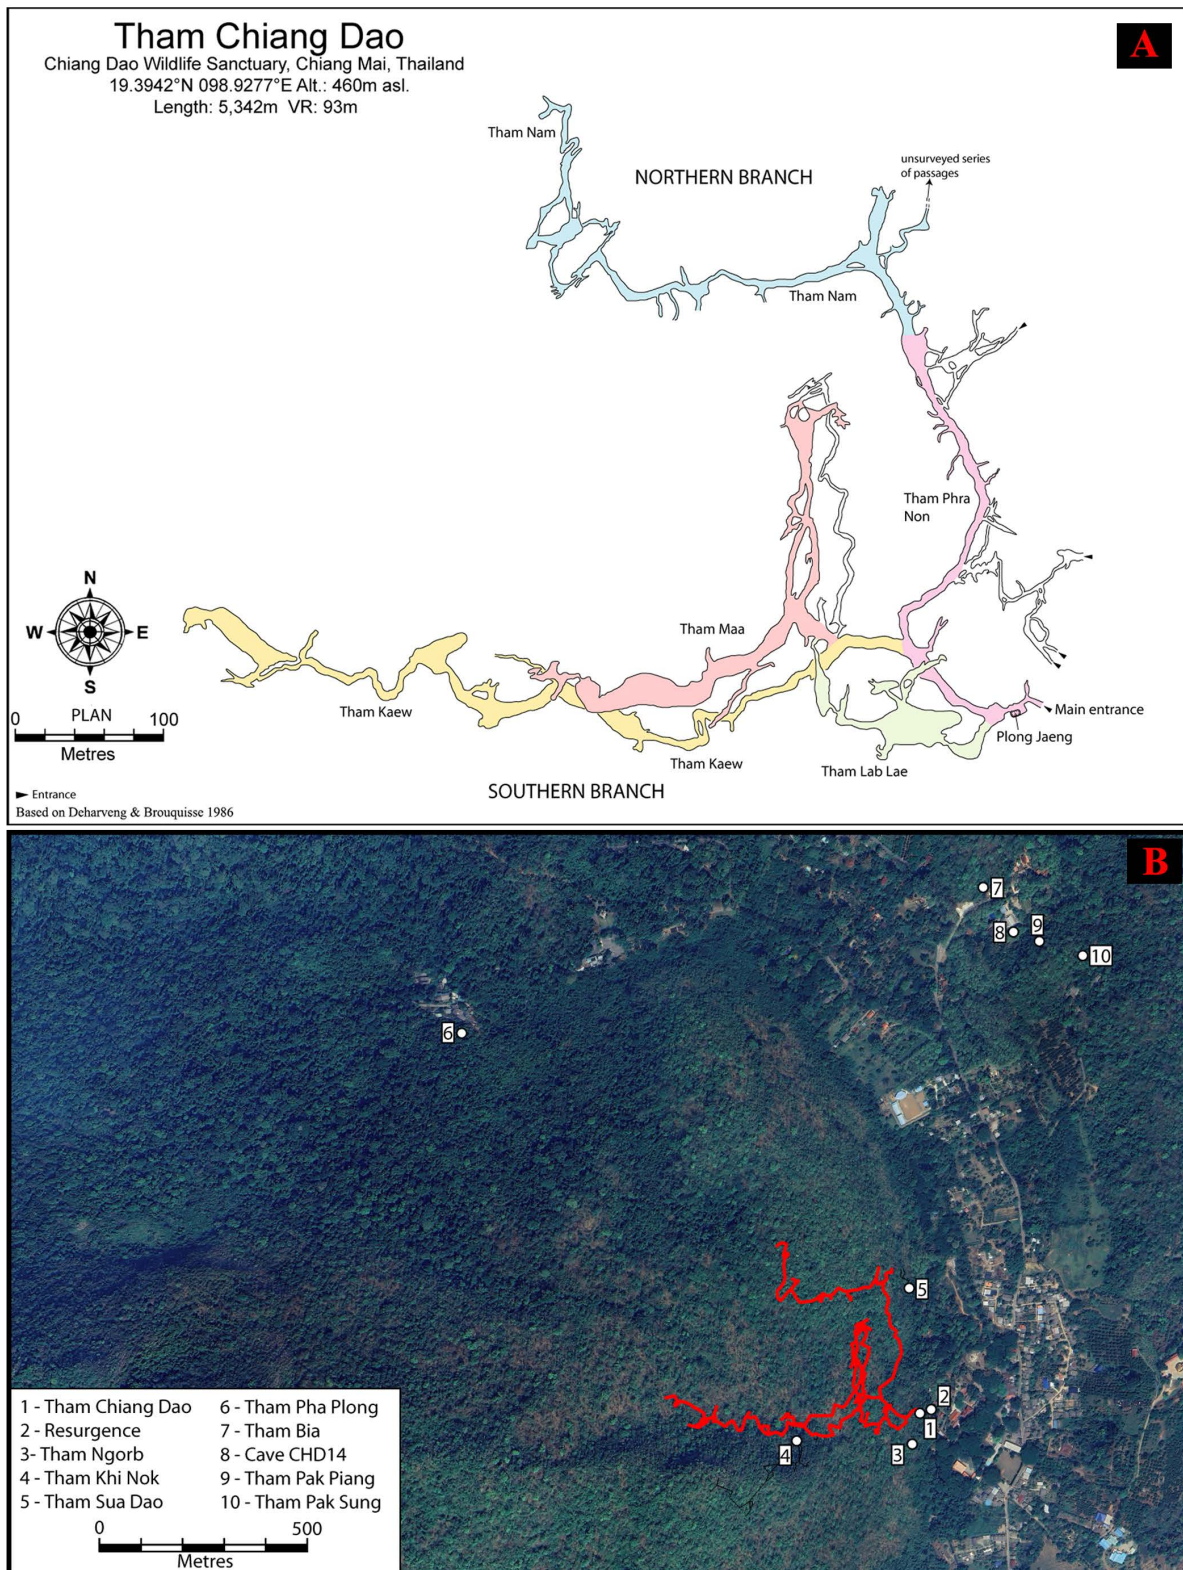 Tham Chiang Dao
Chiang Dao Wildlife Sanctuary, Chiang Mai, Thailand
19.3942°N 098.9277°E Alt.: 460m asl.
Length: 5,342m VR: 93m
A
Tham Nam
NORTHERN BRANCH
unsurveyed series
of passages
Tham Nam
Tham Phra
Non
Tham Maa
N
W
E
S
0
PLAN
100
Metres
Tham Kaew
Main entrance
Plong Jaeng
Tham Kaew
Tham Lab Lae
SOUTHERN BRANCH
Entrance
Based on Deharveng & Brouquisse 1986
B
7
8
9
10
6
5
2
1
4
3
1 - Tham Chiang Dao
2 - Resurgence
3- Tham Ngorb
4 - Tham Khi Nok
5 - Tham Sua Dao
6 - Tham Pha Plong
7 - Tham Bia
8 - Cave CHD14
9 - Tham Pak Piang
10 - Tham Pak Sung
0
500
Metres